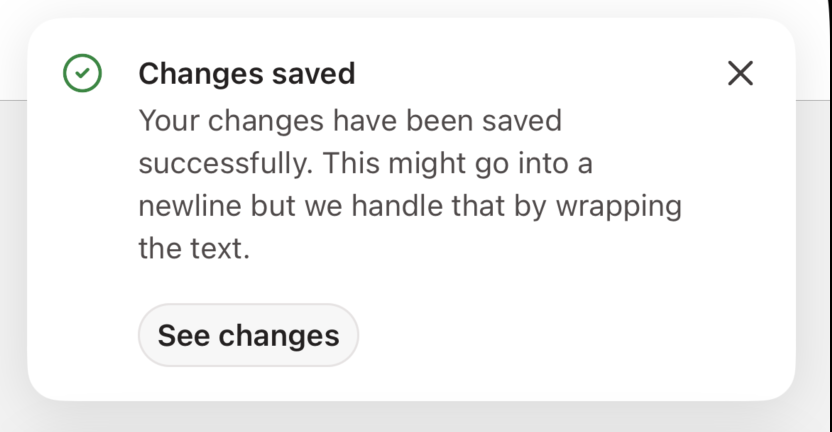 Changes saved
Your changes have been saved
successfully. This might go into a
newline but we handle that by wrapping
the text.
See changes